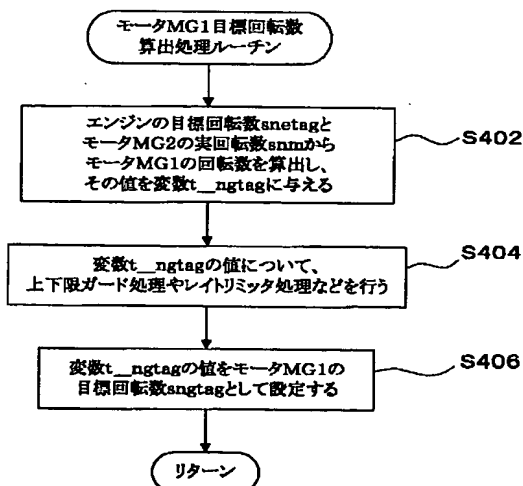 モータMG1目標回転数
算出処理ルーチン
エンジンの目標回転数snetagと
モータMG2の実回転数snmから
モータMG1の回転数を算出し、
その値を変数t__ngtagに与える
S402
変数t__ngtagの値について、
上下限ガード処理やレイトリミッタ処理などを行う
S404
変数t__ngtagの値をモータMG1の
目標回転数sngtagとして設定する
S406
リターン